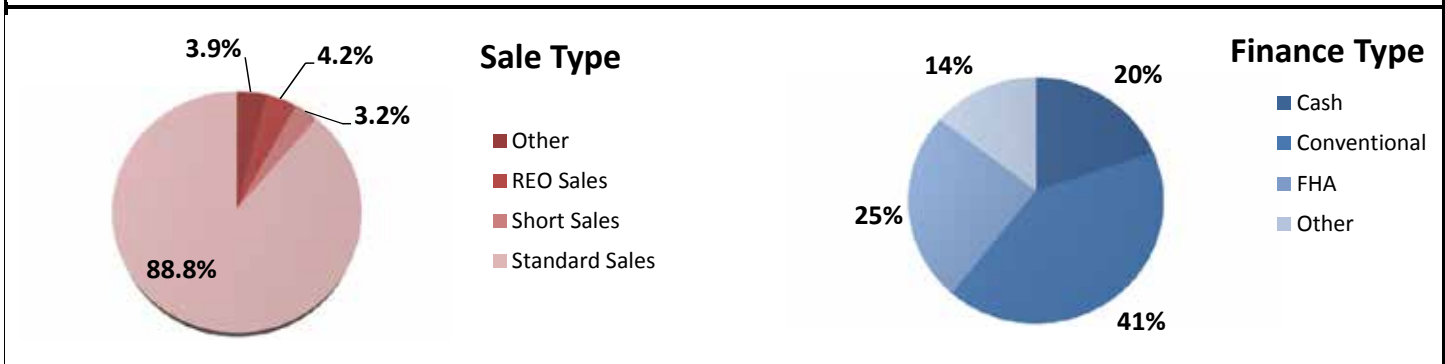 Sale Type
3.9%
4.2%
3.2%
88.8%
Other
REO Sales
Short Sales
Standard Sales
Finance Type
14%
20%
25%
41%
Cash
Conventional
FHA
Other